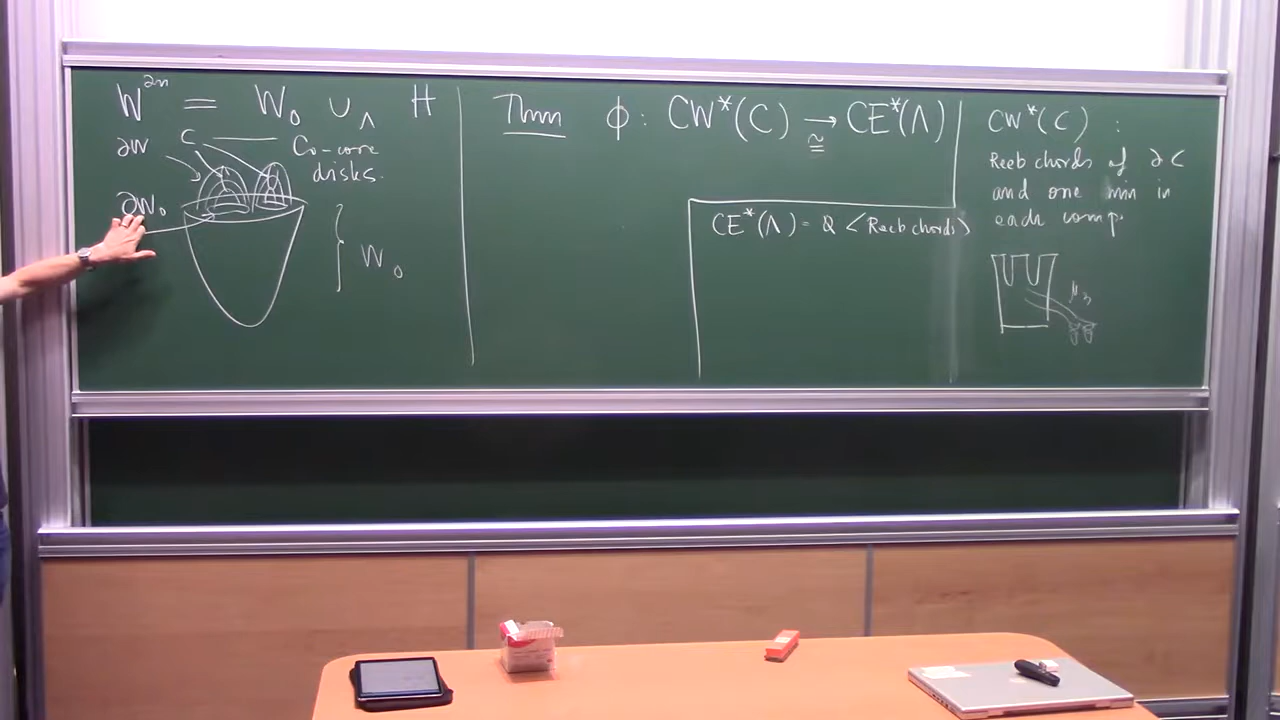 W²ⁿ = W₀ ∪_Λ H
∂W
C
Co-core
disks.
∂W₀
W₀
Thm ϕ: CW*(C) →≅ CE*(Λ)
CE*(Λ) = Q <Reeb chords>
CW*(C) :
Reeb chords of ∂C
and one min in
each comp.